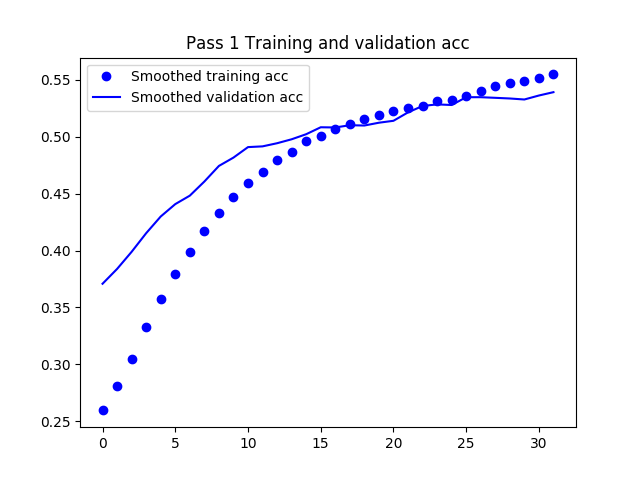 Pass 1 Training and validation acc
Smoothed training acc
Smoothed validation acc
0.55
0.50
0.45
0.40
0.35
0.30
0.25
0 5 10 15 20 25 30